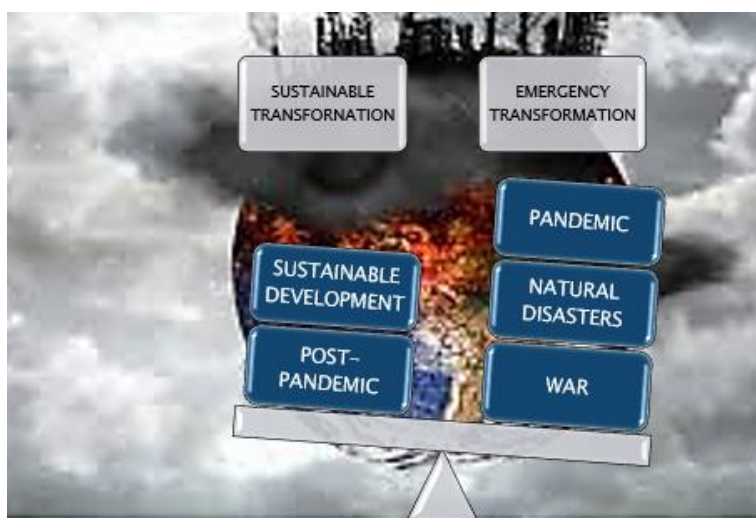 SUSTAINABLE
TRANSFORNATION
EMERGENCY
TRANSFORMATION
PANDEMIC
SUSTAINABLE
DEVELOPMENT
NATURAL
DISASTERS
POST-
PANDEMIC
WAR